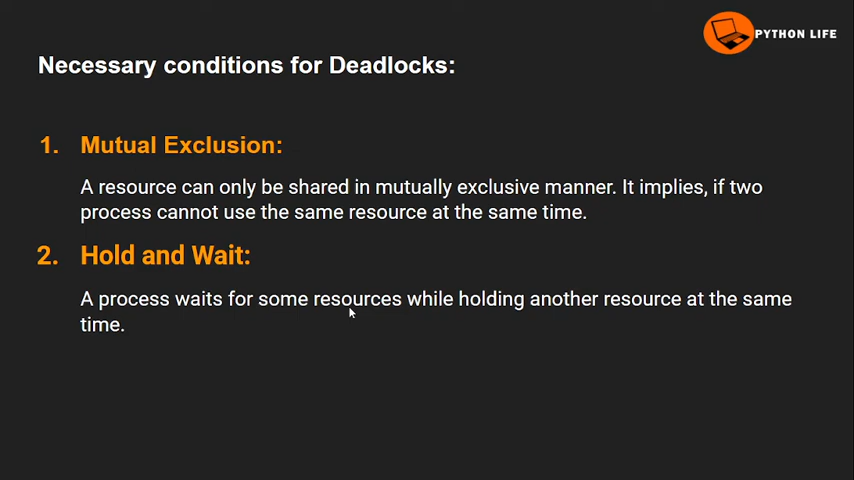 PYTHON LIFE
Necessary conditions for Deadlocks:
1. Mutual Exclusion:
A resource can only be shared in mutually exclusive manner. It implies, if two
process cannot use the same resource at the same time.
2. Hold and Wait:
A process waits for some resources while holding another resource at the same
time.